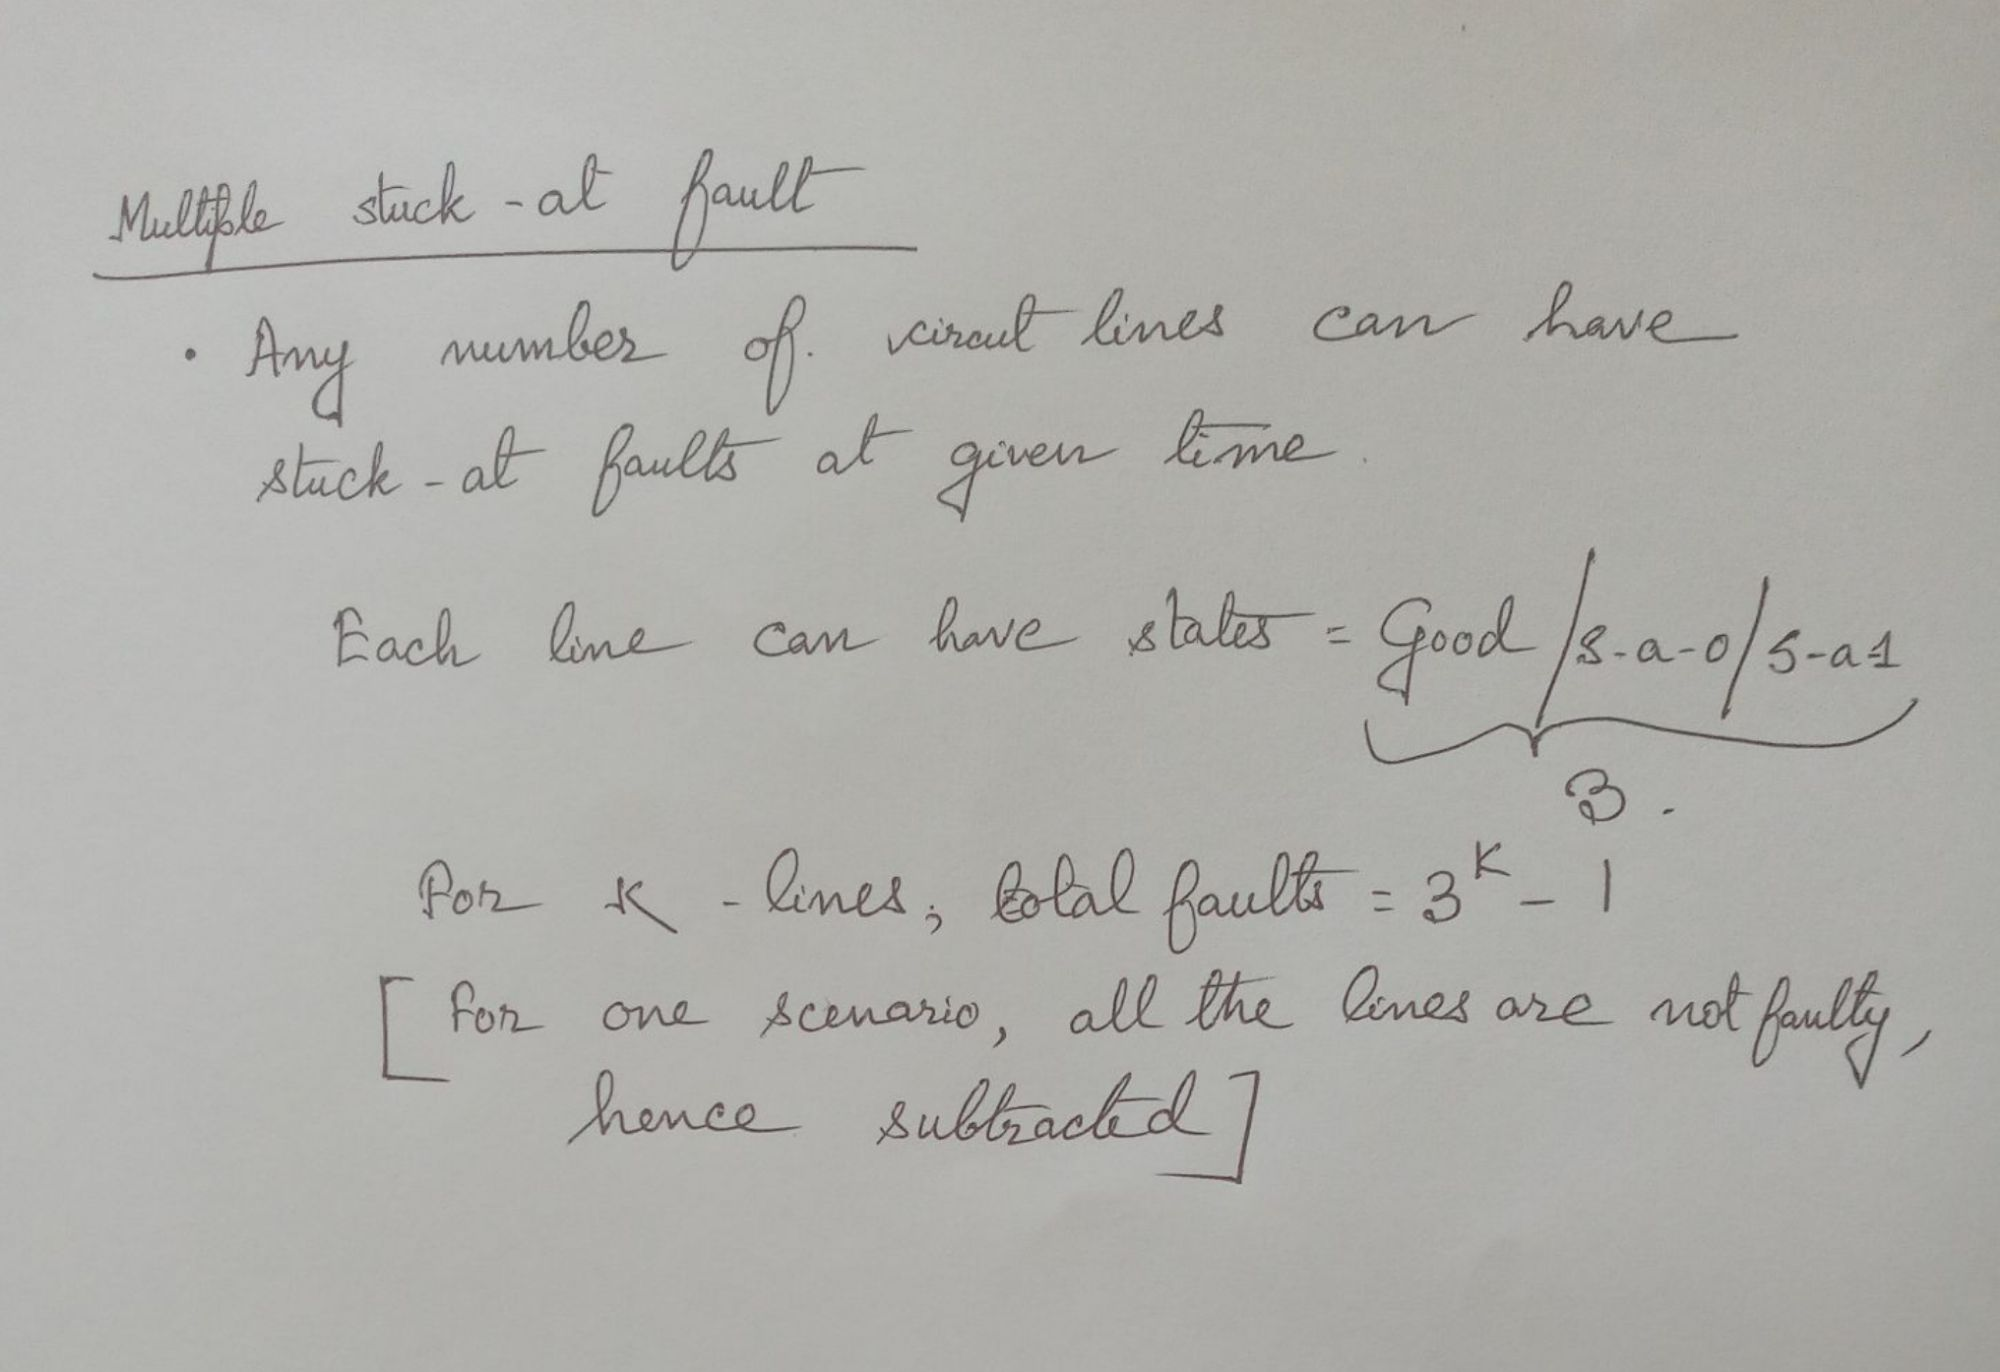 Multiple stuck-at fault
• Any number of. circuit lines can have
stuck-at faults at given time.
Each line can have states = Good / s-a-0 / s-a1
3.
For K - lines, total faults = 3^K - 1
[ For one scenario, all the lines are not faulty,
hence subtracted ]